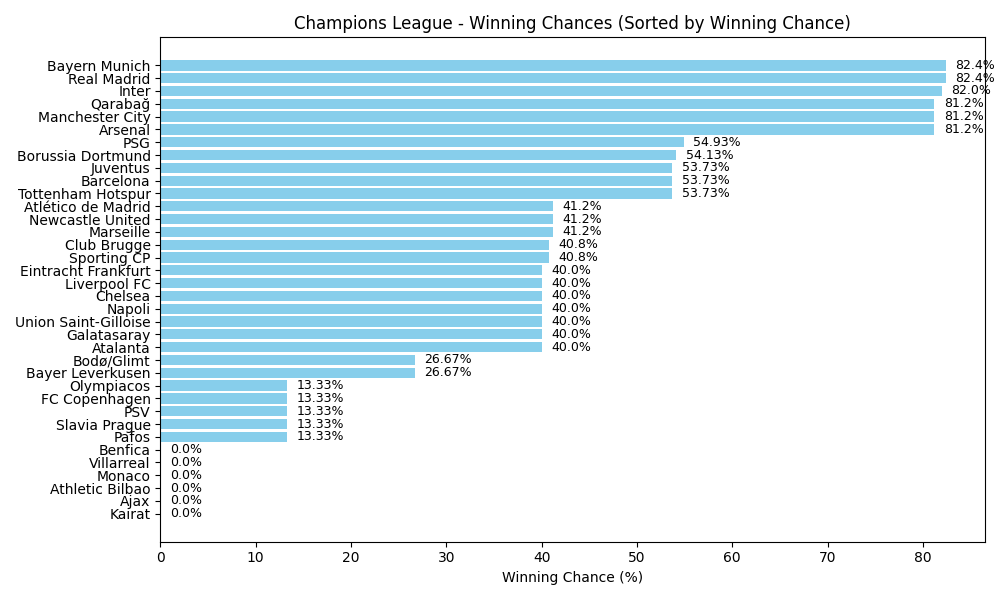 Champions League - Winning Chances (Sorted by Winning Chance)
Bayern Munich 82.4%
Real Madrid 82.4%
Inter 82.0%
Qarabağ 81.2%
Manchester City 81.2%
Arsenal 81.2%
PSG 54.93%
Borussia Dortmund 54.13%
Juventus 53.73%
Barcelona 53.73%
Tottenham Hotspur 53.73%
Atlético de Madrid 41.2%
Newcastle United 41.2%
Marseille 41.2%
Club Brugge 40.8%
Sporting CP 40.8%
Eintracht Frankfurt 40.0%
Liverpool FC 40.0%
Chelsea 40.0%
Napoli 40.0%
Union Saint-Gilloise 40.0%
Galatasaray 40.0%
Atalanta 40.0%
Bodø/Glimt 26.67%
Bayer Leverkusen 26.67%
Olympiacos 13.33%
FC Copenhagen 13.33%
PSV 13.33%
Slavia Prague 13.33%
Pafos 13.33%
Benfica 0.0%
Villarreal 0.0%
Monaco 0.0%
Athletic Bilbao 0.0%
Ajax 0.0%
Kairat 0.0%
0 10 20 30 40 50 60 70 80
Winning Chance (%)